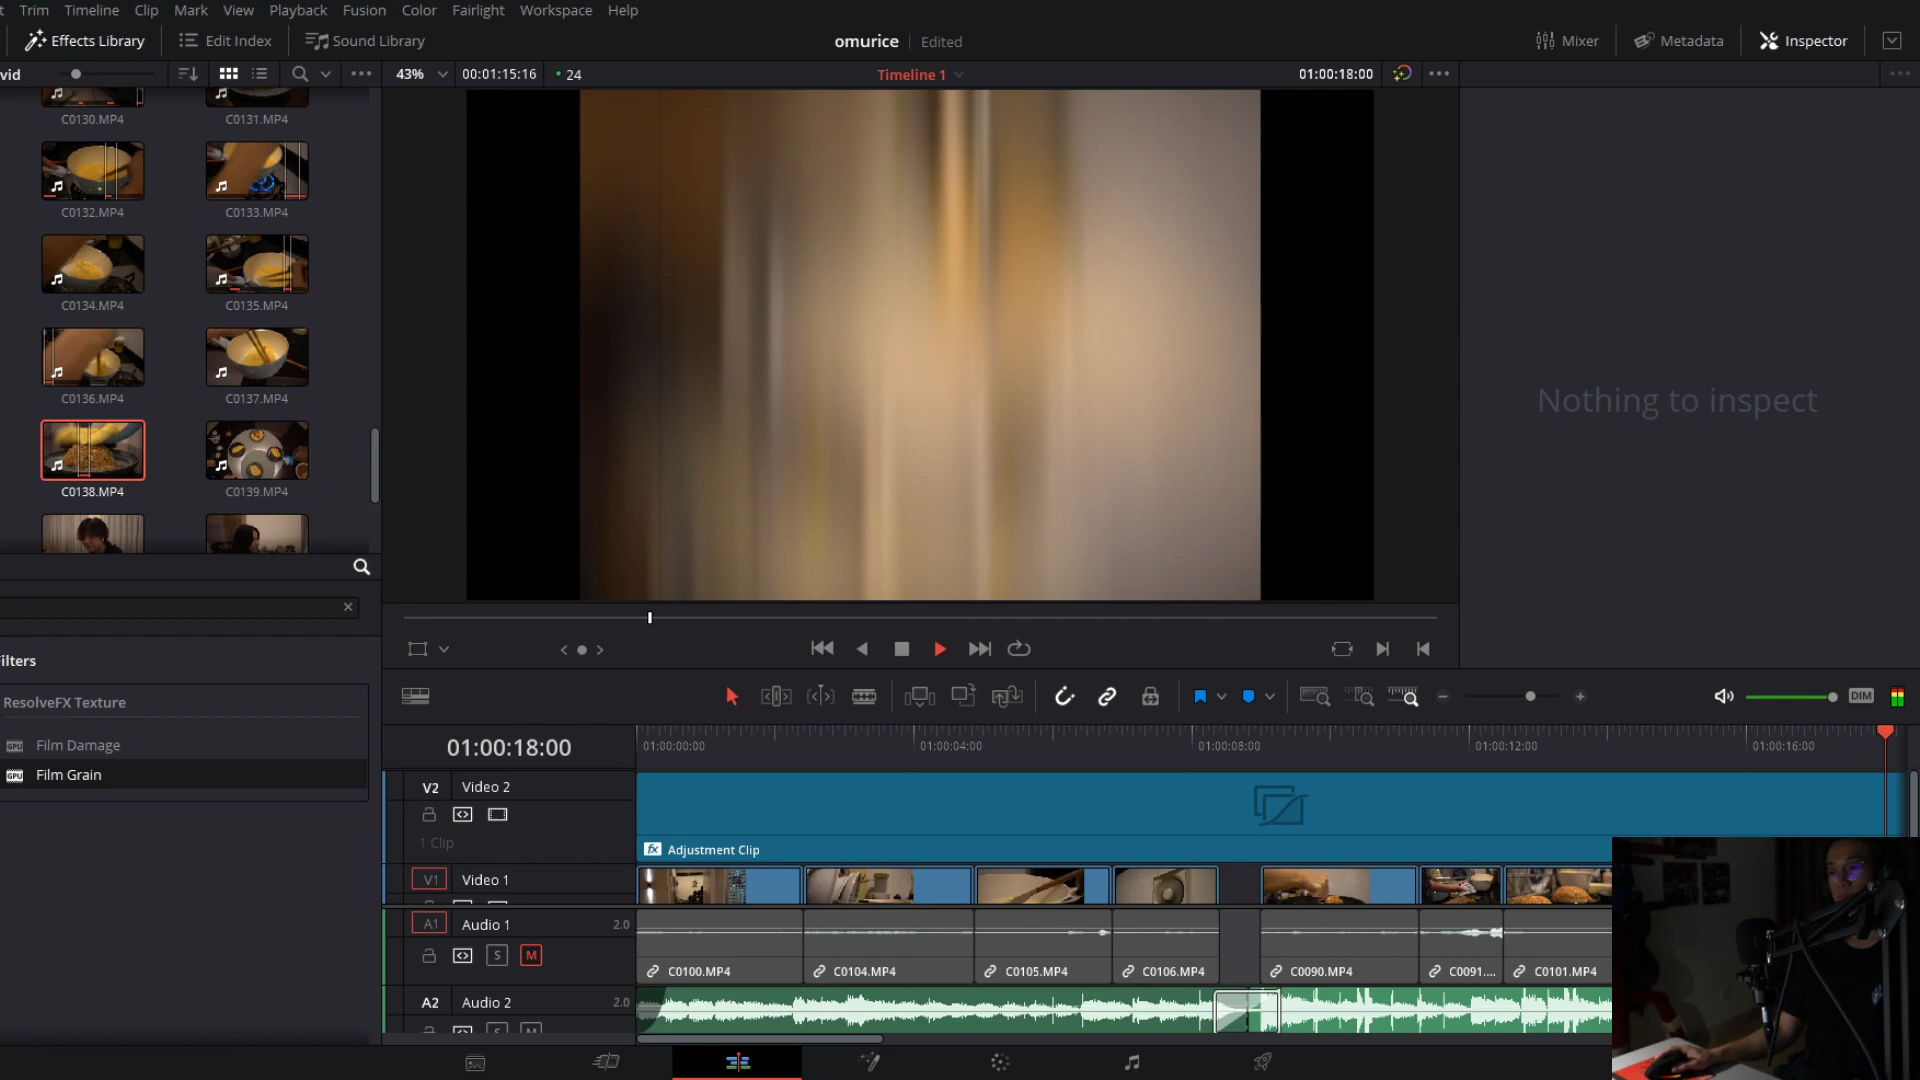 Trim Timeline Clip Mark View Playback Fusion Color Fairlight Workspace Help
Effects Library Edit Index Sound Library omurice Edited Mixer Metadata Inspector
vid 43% 00:01:15:16 24 Timeline 1 01:00:18:00
C0130.MP4 C0131.MP4
C0132.MP4 C0133.MP4
C0134.MP4 C0135.MP4
C0136.MP4 C0137.MP4
Nothing to inspect
C0138.MP4 C0139.MP4
ilters
ResolveFX Texture
GPU Film Damage
GPU Film Grain
DIM
01:00:18:00 01:00:00:00 01:00:04:00 01:00:08:00 01:00:12:00 01:00:16:00
V2 Video 2
1 Clip
fx Adjustment Clip
V1 Video 1
A1 Audio 1 2.0
S M
C0100.MP4 C0104.MP4 C0105.MP4 C0106.MP4 C0090.MP4 C0091.... C0101.MP4
A2 Audio 2 2.0
S M